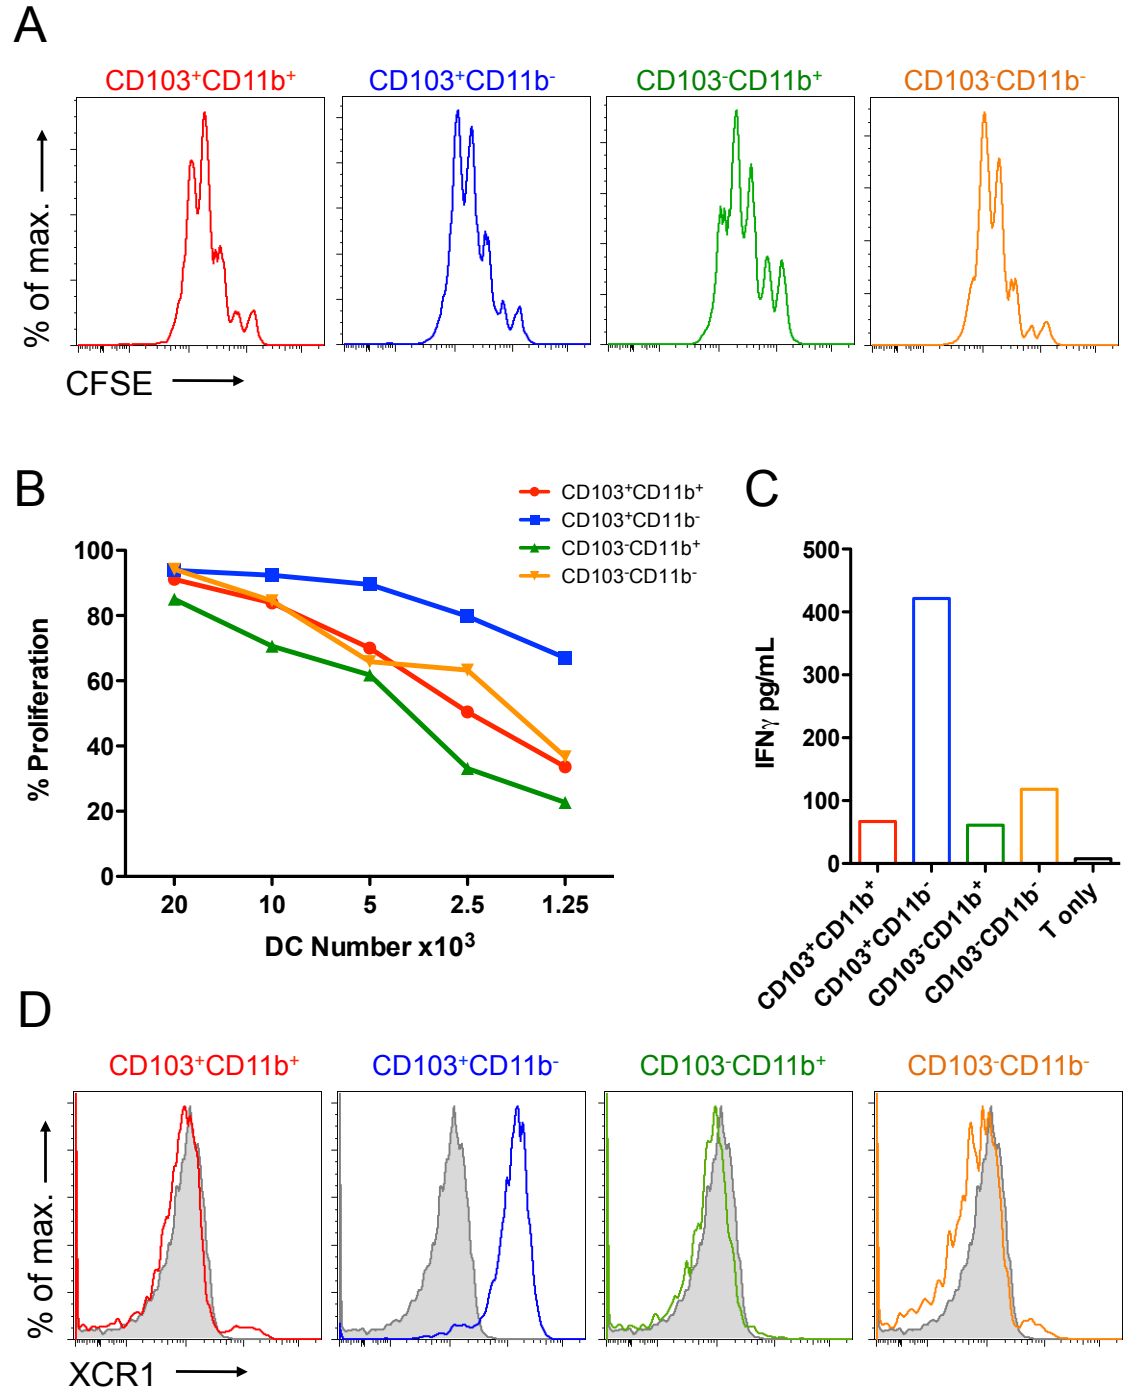 A
CD103⁺CD11b⁺ CD103⁺CD11b⁻ CD103⁻CD11b⁺ CD103⁻CD11b⁻
% of max.
CFSE
B
CD103⁺CD11b⁺
CD103⁺CD11b⁻
CD103⁻CD11b⁺
CD103⁻CD11b⁻
% Proliferation
100
80
60
40
20
0
20 10 5 2.5 1.25
DC Number x10³
C
IFNγ pg/mL
500
400
300
200
100
0
CD103⁺CD11b⁺
CD103⁺CD11b⁻
CD103⁻CD11b⁺
CD103⁻CD11b⁻
T only
D
CD103⁺CD11b⁺ CD103⁺CD11b⁻ CD103⁻CD11b⁺ CD103⁻CD11b⁻
% of max.
XCR1